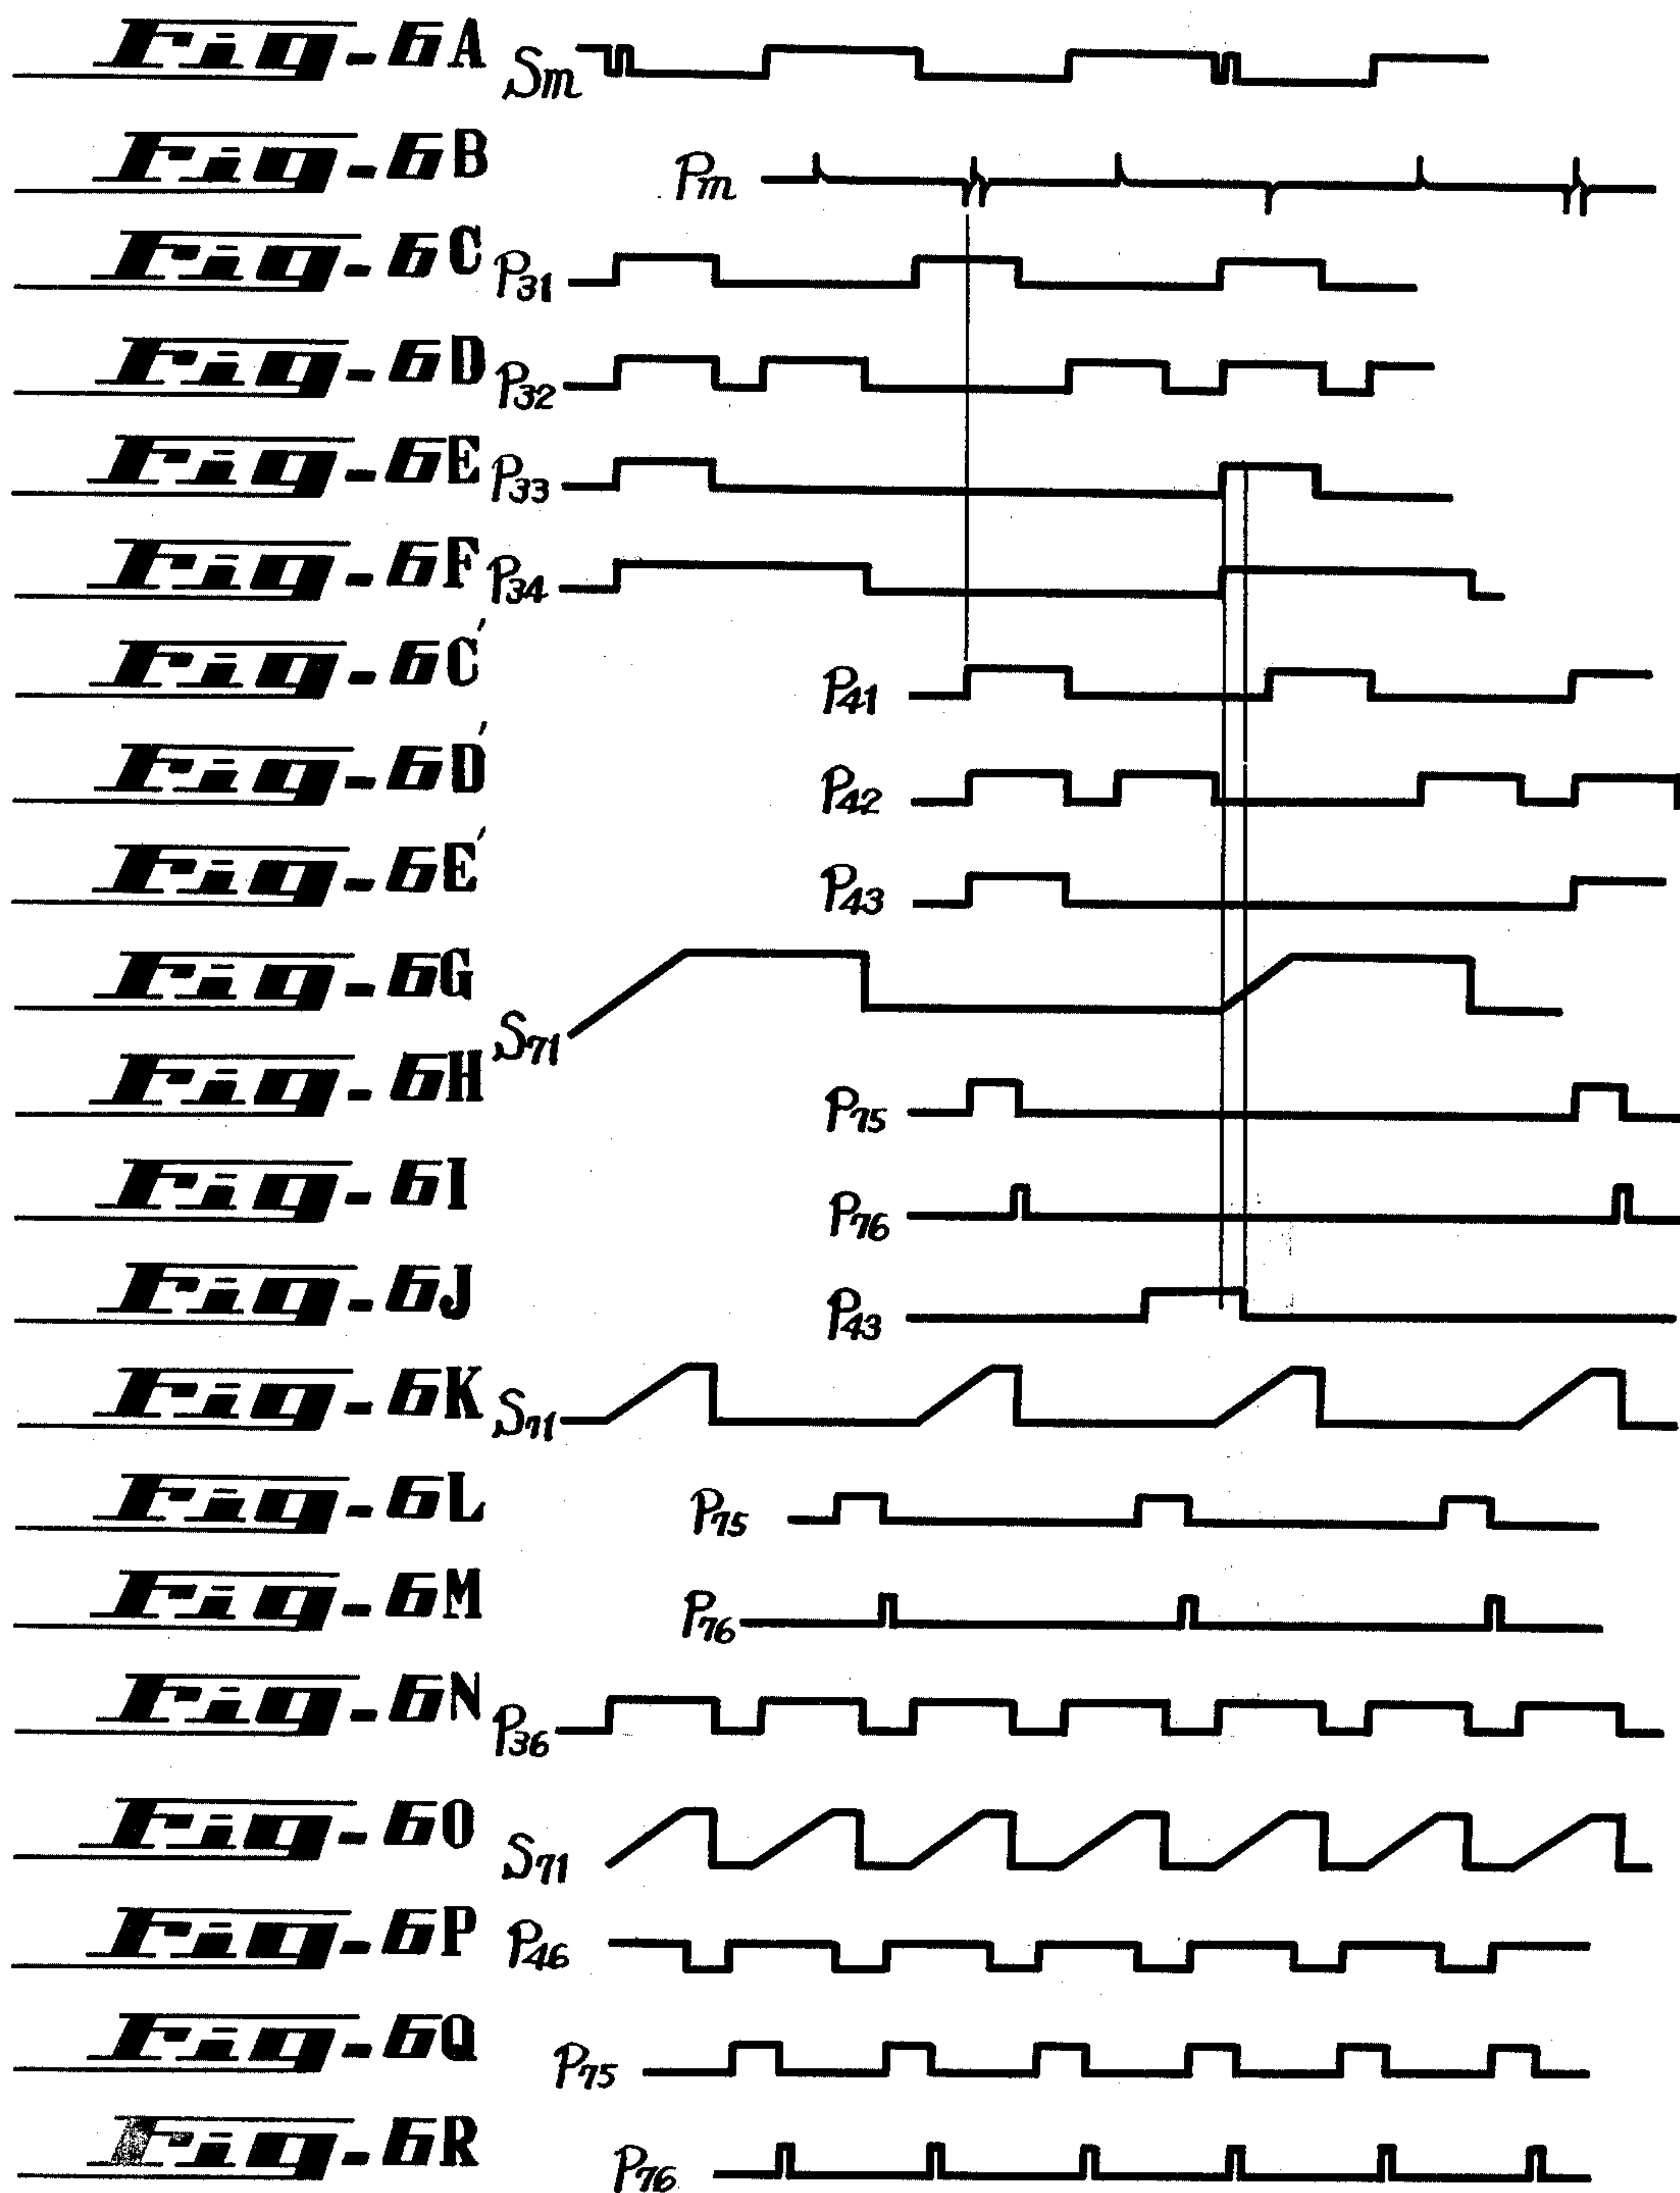 Fig-6A Sm
Fig-6B Pm
Fig-6C P31
Fig-6D P32
Fig-6E P33
Fig-6F P34
Fig-6C' P41
Fig-6D' P42
Fig-6E' P43
Fig-6G S71
Fig-6H P75
Fig-6I P76
Fig-6J P43
Fig-6K S71
Fig-6L P75
Fig-6M P76
Fig-6N P36
Fig-6O S71
Fig-6P P46
Fig-6Q P75
Fig-6R P76